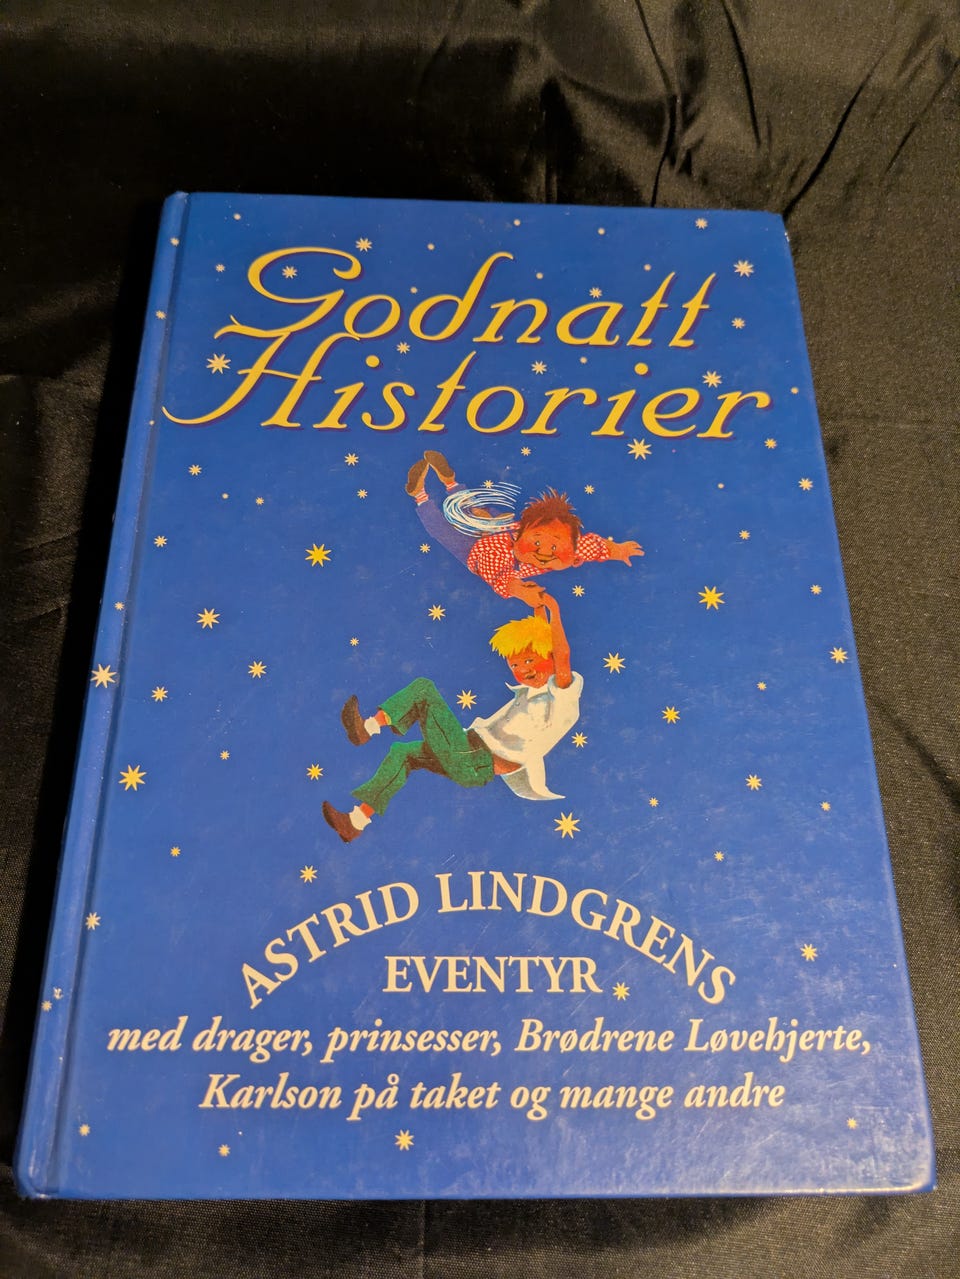 Godnatt
Historier
ASTRID LINDGRENS
EVENTYR
med drager, prinsesser, Brødrene Løvehjerte,
Karlson på taket og mange andre